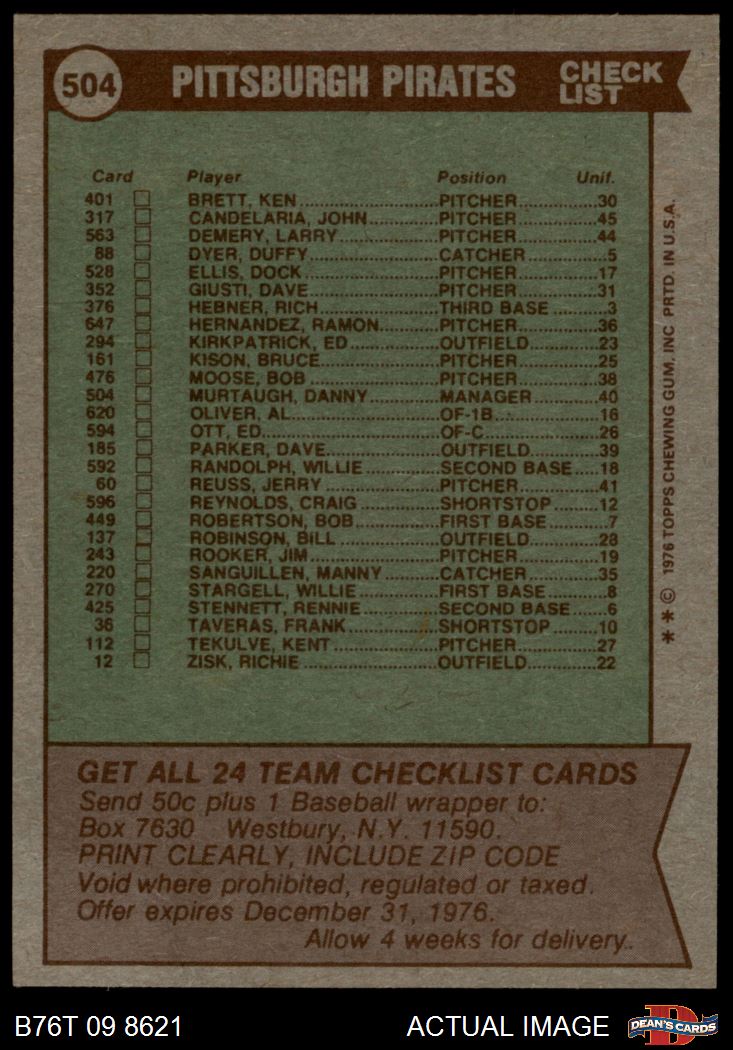 504 PITTSBURGH PIRATES CHECK LIST
Card Player Position Unif.
401 BRETT, KEN PITCHER 30
317 CANDELARIA, JOHN PITCHER 45
563 DEMERY, LARRY PITCHER 44
88 DYER, DUFFY CATCHER 5
528 ELLIS, DOCK PITCHER 17
352 GIUSTI, DAVE PITCHER 31
376 HEBNER, RICH THIRD BASE 3
647 HERNANDEZ, RAMON PITCHER 36
294 KIRKPATRICK, ED OUTFIELD 23
161 KISON, BRUCE PITCHER 25
476 MOOSE, BOB PITCHER 38
504 MURTAUGH, DANNY MANAGER 40
620 OLIVER, AL OF-1B 16
594 OTT, ED OF-C 26
185 PARKER, DAVE OUTFIELD 39
592 RANDOLPH, WILLIE SECOND BASE 18
60 REUSS, JERRY PITCHER 41
596 REYNOLDS, CRAIG SHORTSTOP 12
449 ROBERTSON, BOB FIRST BASE 7
137 ROBINSON, BILL OUTFIELD 28
243 ROOKER, JIM PITCHER 19
220 SANGUILLEN, MANNY CATCHER 35
270 STARGELL, WILLIE FIRST BASE 8
425 STENNETT, RENNIE SECOND BASE 6
36 TAVERAS, FRANK SHORTSTOP 10
112 TEKULVE, KENT PITCHER 27
12 ZISK, RICHIE OUTFIELD 22
* * © 1976 TOPPS CHEWING GUM, INC PRTD. IN U.S.A.
GET ALL 24 TEAM CHECKLIST CARDS
Send 50c plus 1 Baseball wrapper to:
Box 7630 Westbury, N.Y. 11590.
PRINT CLEARLY, INCLUDE ZIP CODE
Void where prohibited, regulated or taxed.
Offer expires December 31, 1976.
Allow 4 weeks for delivery.
B76T 09 8621 ACTUAL IMAGE DEAN'S CARDS